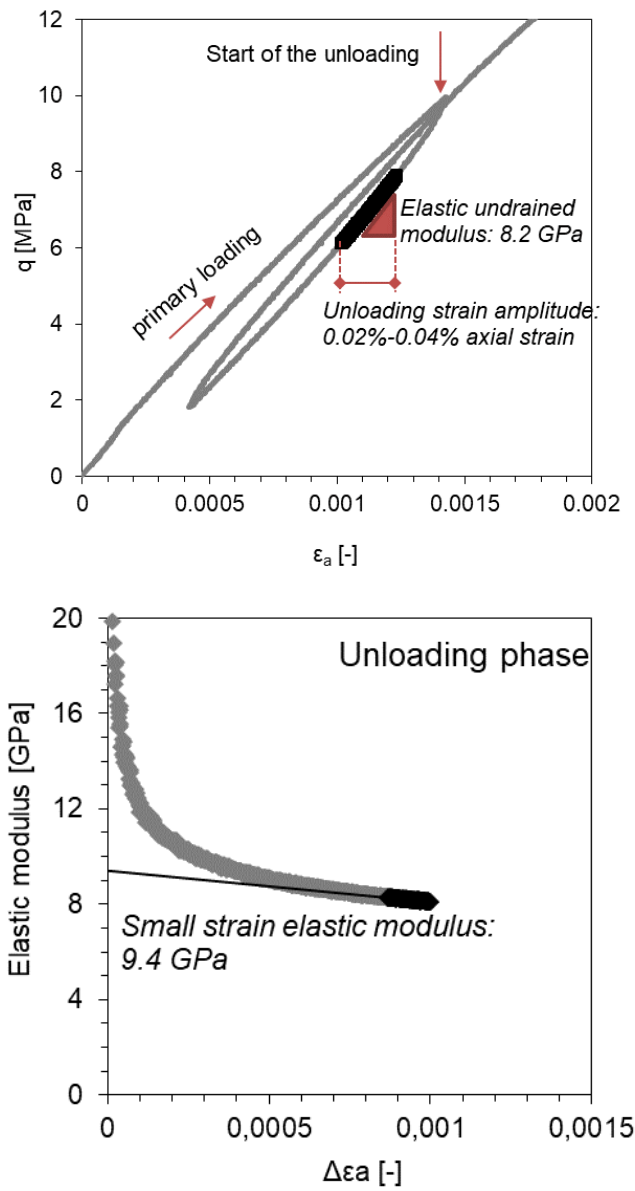 12
Start of the unloading
10
8
Elastic undrained
modulus: 8.2 GPa
q [MPa]
6
primary loading
Unloading strain amplitude:
0.02%-0.04% axial strain
4
2
0
0 0.0005 0.001 0.0015 0.002
εa [-]
20
Unloading phase
16
12
Elastic modulus [GPa]
8
Small strain elastic modulus:
9.4 GPa
4
0
0 0,0005 0,001 0,0015
Δεa [-]